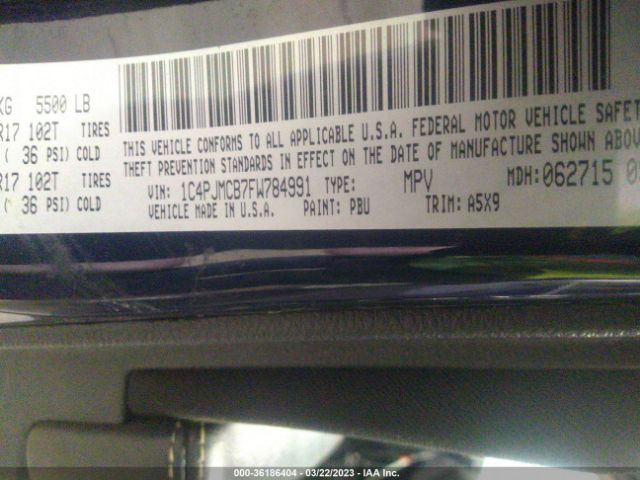 KG 5500 LB
R17 102T TIRES
( 36 PSI) COLD
R17 102T TIRES
( 36 PSI) COLD
THIS VEHICLE CONFORMS TO ALL APPLICABLE U.S.A. FEDERAL MOTOR VEHICLE SAFET
THEFT PREVENTION STANDARDS IN EFFECT ON THE DATE OF MANUFACTURE SHOWN ABOV
VIN: 1C4PJMCB7FW784991 TYPE: MPV MDH: 062715 0
VEHICLE MADE IN U.S.A. PAINT: PBU TRIM: A5X9
000-36186404 - 03/22/2023 - IAA Inc.